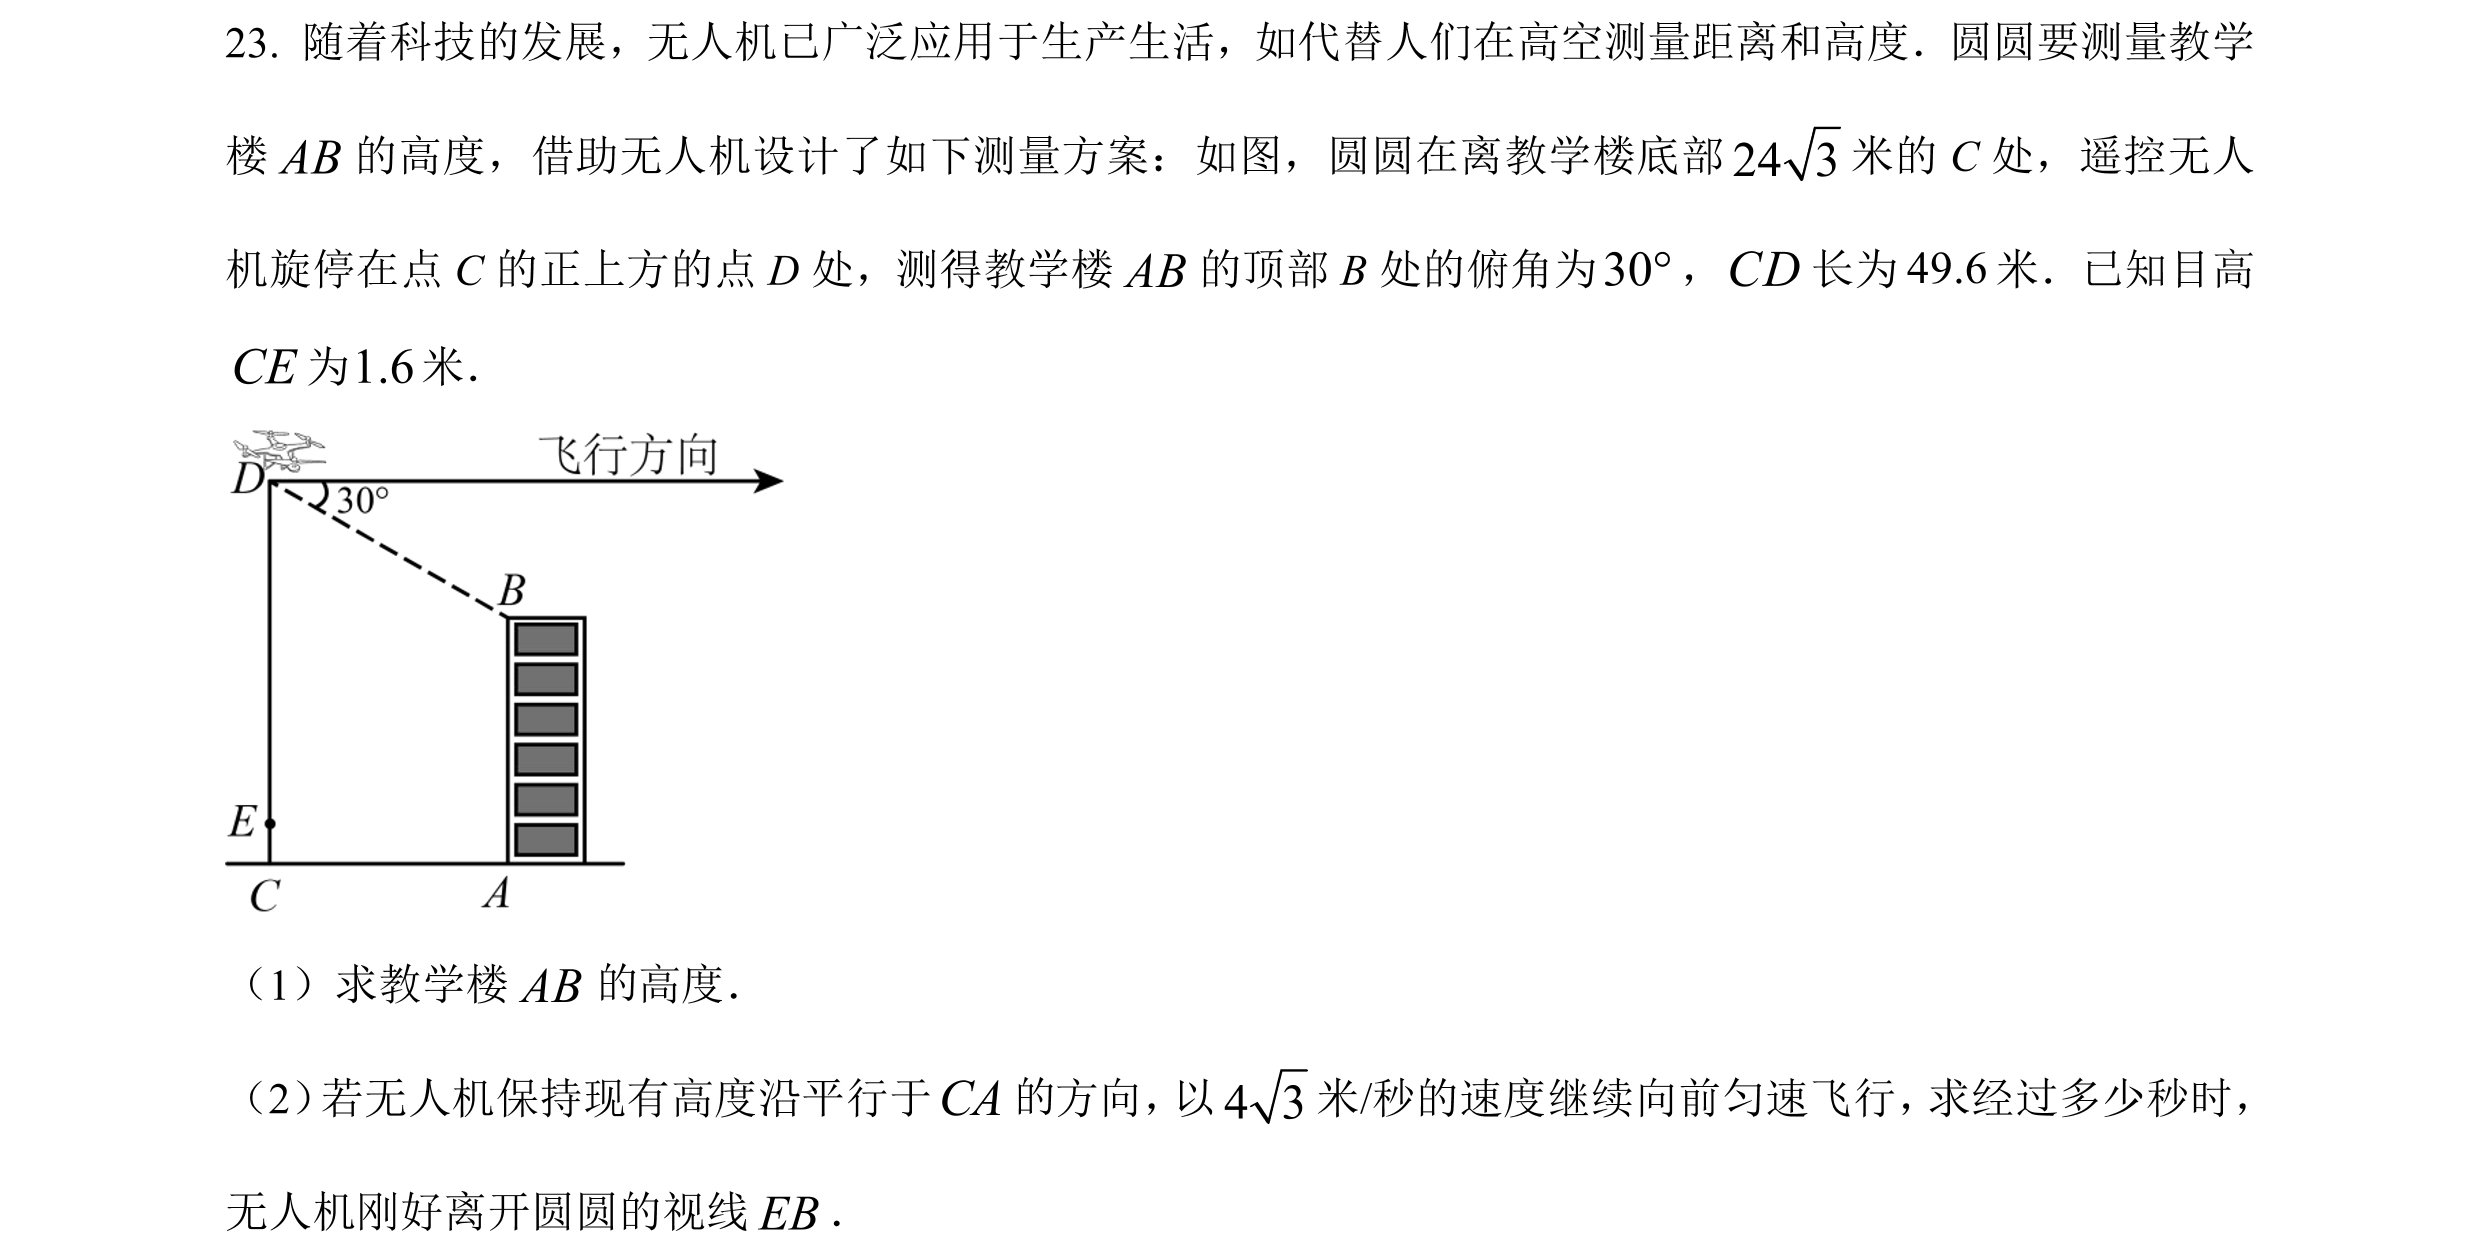 23. 随着科技的发展，无人机已广泛应用于生产生活，如代替人们在高空测量距离和高度．圆圆要测量教学
楼 AB 的高度，借助无人机设计了如下测量方案：如图，圆圆在离教学楼底部 24√3 米的 C 处，遥控无人
机旋停在点 C 的正上方的点 D 处，测得教学楼 AB 的顶部 B 处的俯角为 30°，CD 长为 49.6 米．已知目高
CE 为 1.6 米．
飞行方向
D
30°
B
E
C
A
（1）求教学楼 AB 的高度．
（2）若无人机保持现有高度沿平行于 CA 的方向，以 4√3 米/秒的速度继续向前匀速飞行，求经过多少秒时，
无人机刚好离开圆圆的视线 EB．